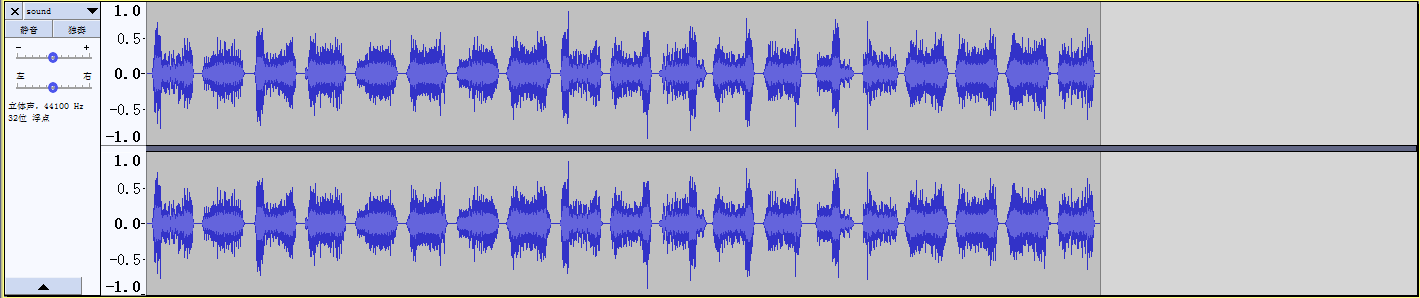 × sound
静音 独奏
- +
左 右
立体声, 44100 Hz
32位 浮点
1.0
0.5-
0.0-
-0.5-
-1.0
1.0
0.5-
0.0-
-0.5-
-1.0